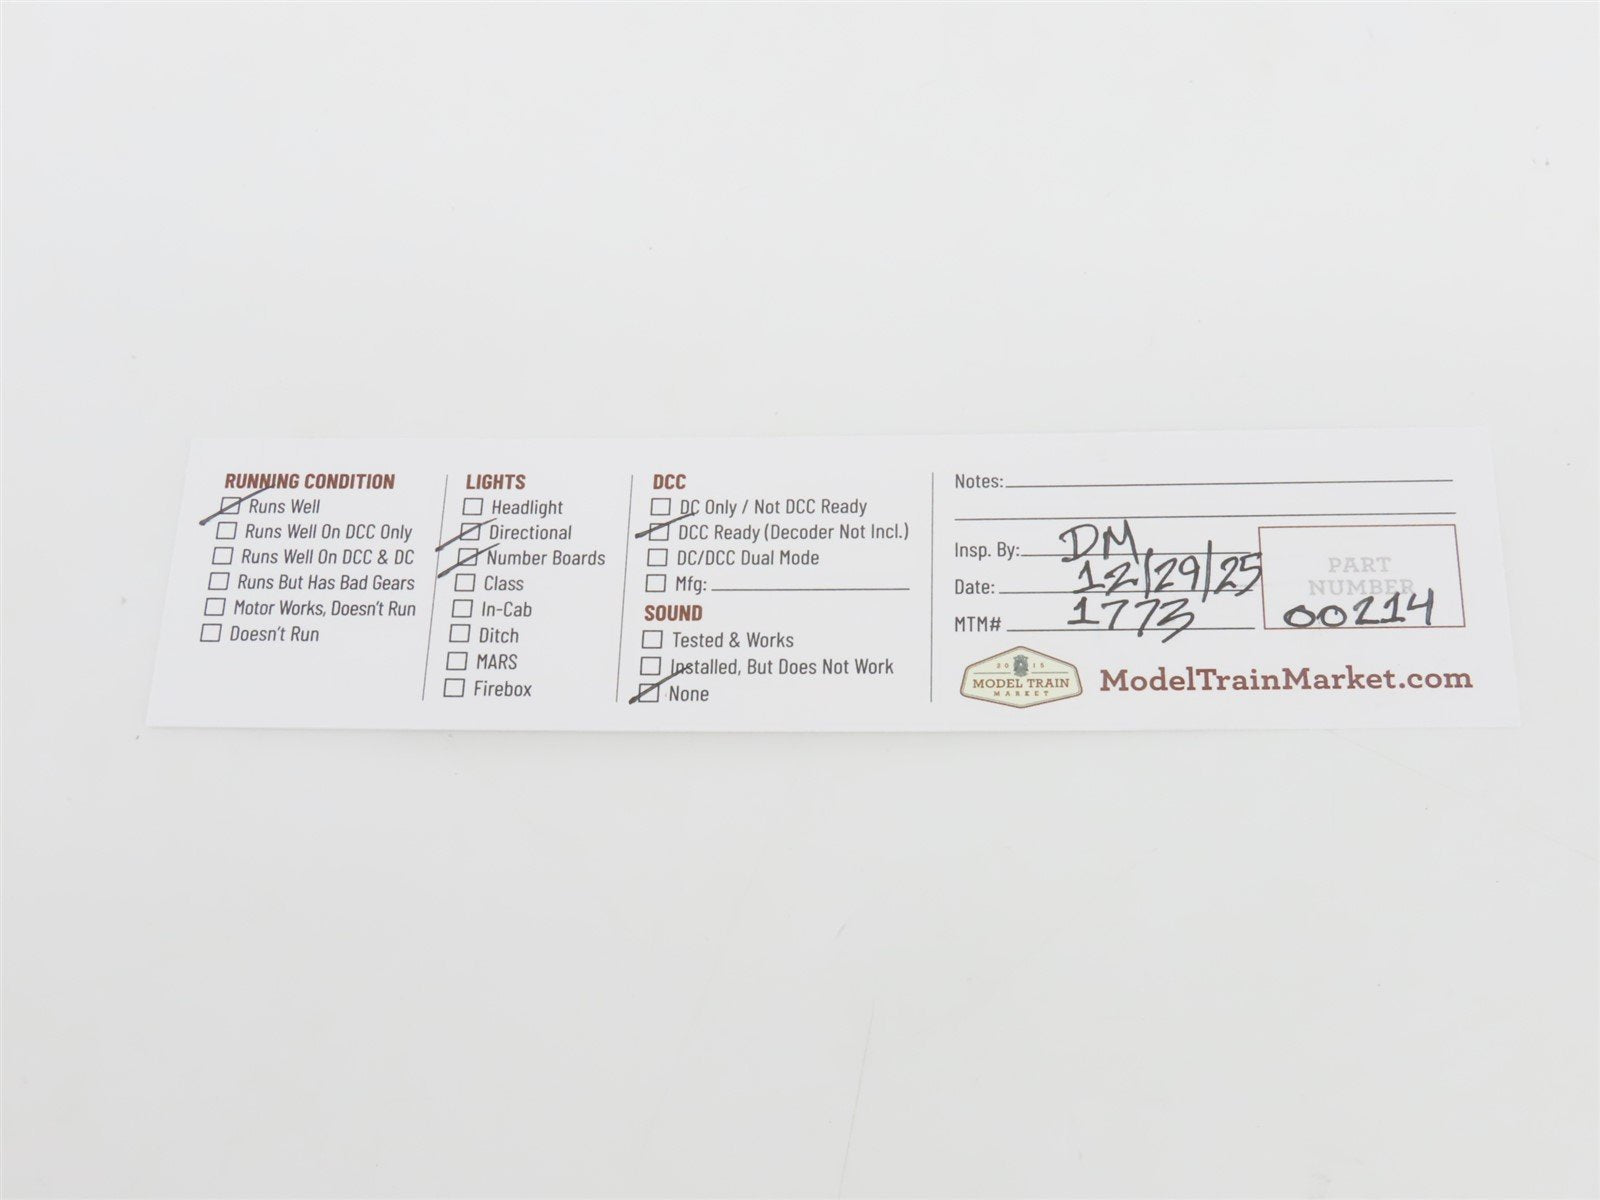 RUNNING CONDITION
Runs Well
Runs Well On DCC Only
Runs Well On DCC & DC
Runs But Has Bad Gears
Motor Works, Doesn't Run
Doesn't Run
LIGHTS
Headlight
Directional
Number Boards
Class
In-Cab
Ditch
MARS
Firebox
DCC
DC Only / Not DCC Ready
DCC Ready (Decoder Not Incl.)
DC/DCC Dual Mode
Mfg:
SOUND
Tested & Works
Installed, But Does Not Work
None
Notes:
Insp. By: DM
Date: 12/29/25
MTM# 1773
PART
NUMBER
00214
2015
MODEL TRAIN
MARKET
ModelTrainMarket.com